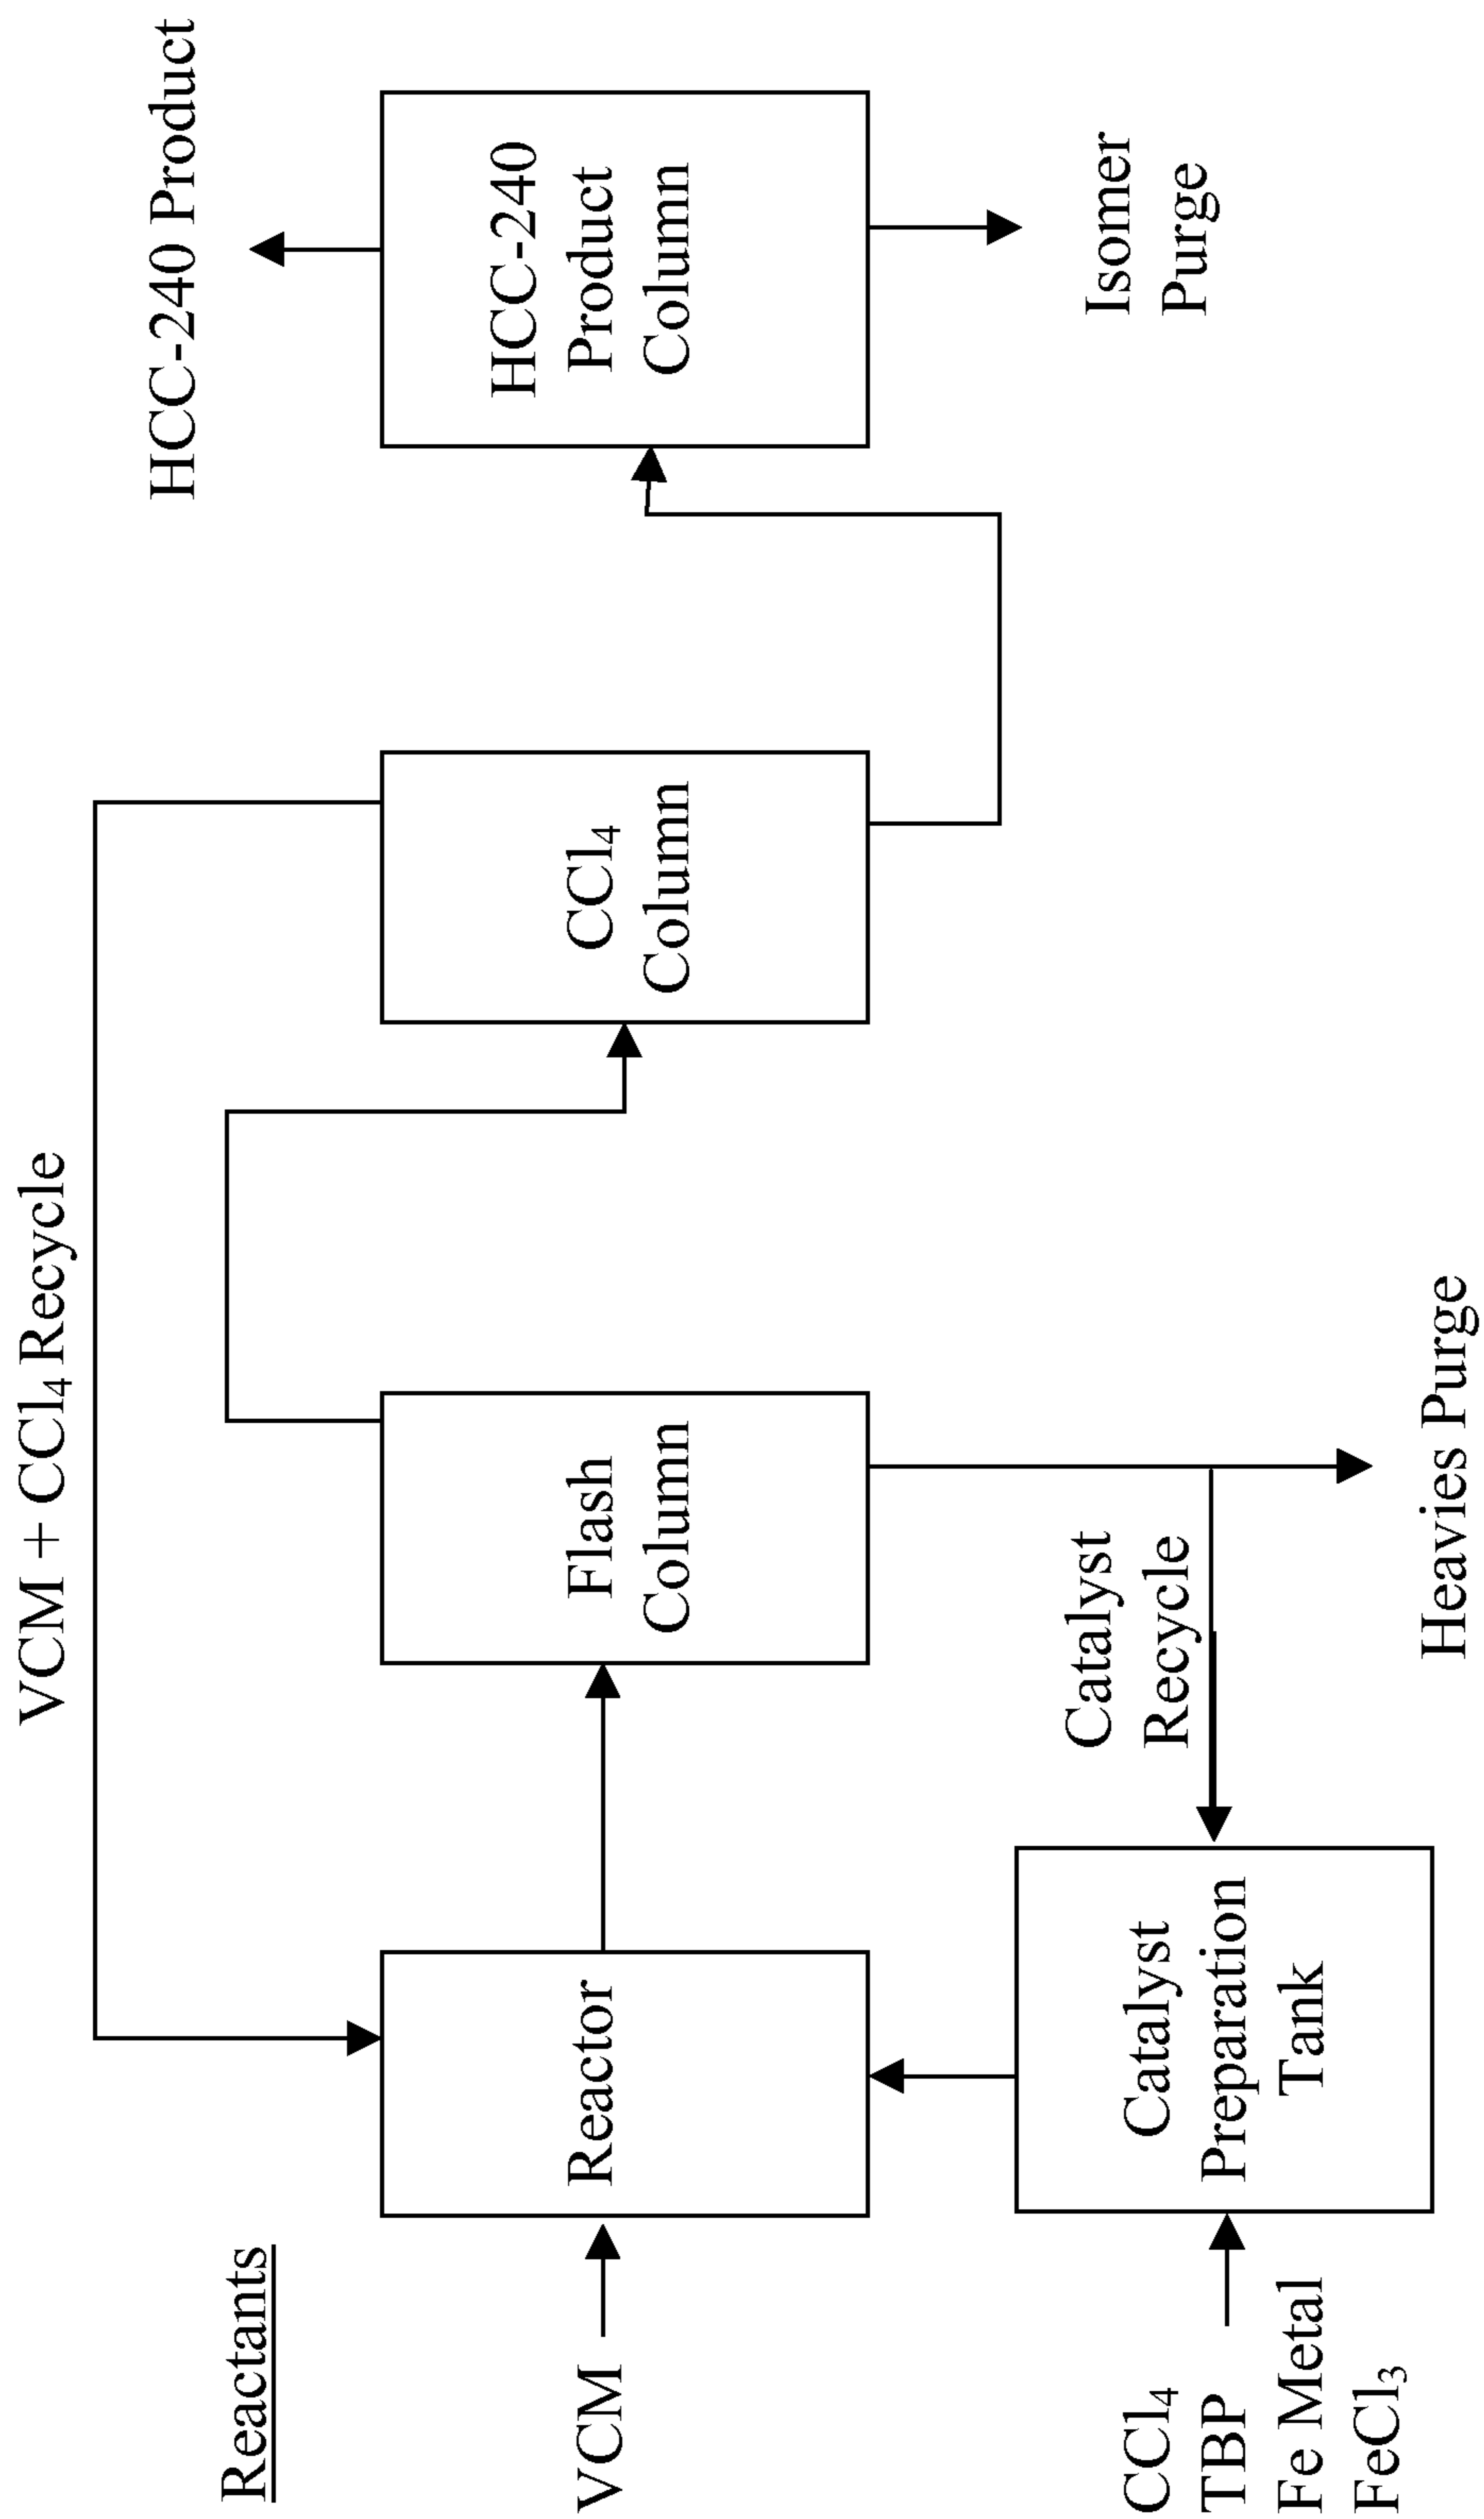 VCM + CCl₄ Recycle
HCC-240 Product
Reactants
VCM
Reactor
Flash
Column
CCl₄
Column
HCC-240
Product
Column
Catalyst
Recycle
Isomer
Purge
CCl₄
TBP
Fe Metal
FeCl₃
Catalyst
Preparation
Tank
Heavies Purge